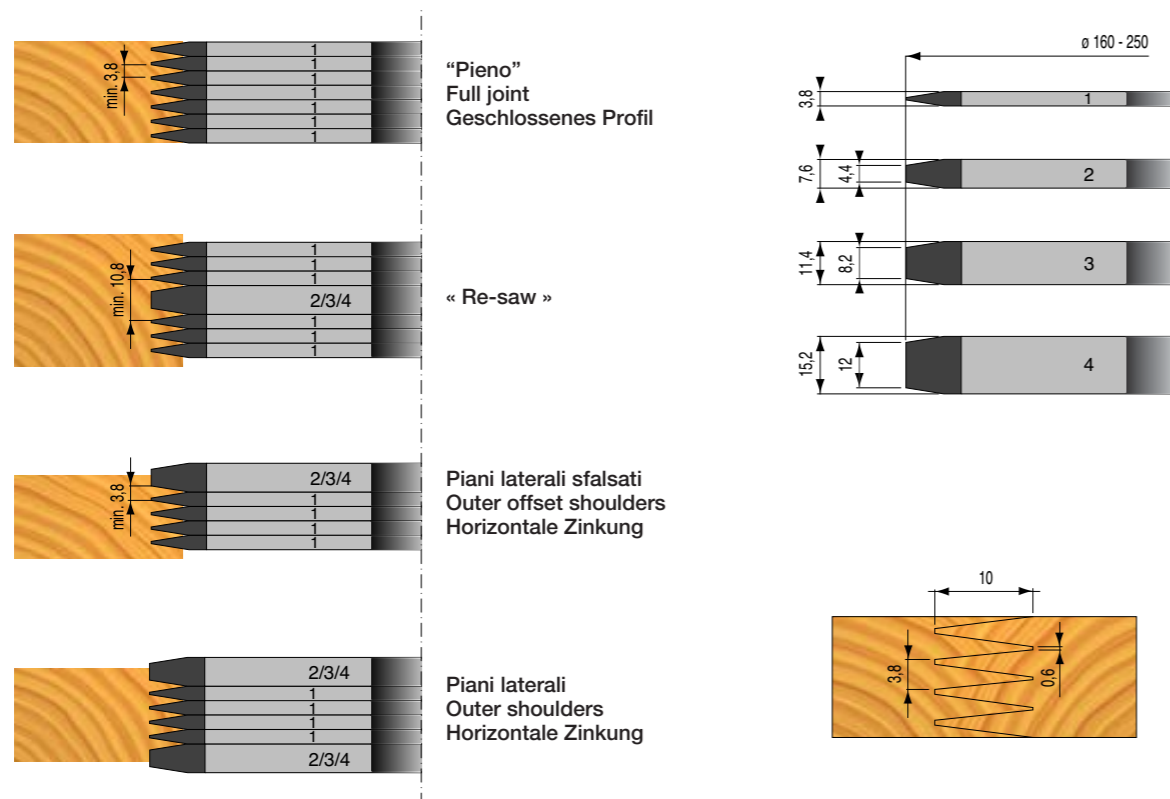 1
1
1
1
1
1
1
min. 3,8
“Pieno”
Full joint
Geschlossenes Profil
1
1
1
2/3/4
1
1
1
min. 10,8
« Re-saw »
2/3/4
1
1
1
1
min. 3,8
Piani laterali sfalsati
Outer offset shoulders
Horizontale Zinkung
2/3/4
1
1
1
1
2/3/4
Piani laterali
Outer shoulders
Horizontale Zinkung
ø 160 - 250
3,8
1
7,6
4,4
2
11,4
8,2
3
15,2
12
4
10
3,8
0,6